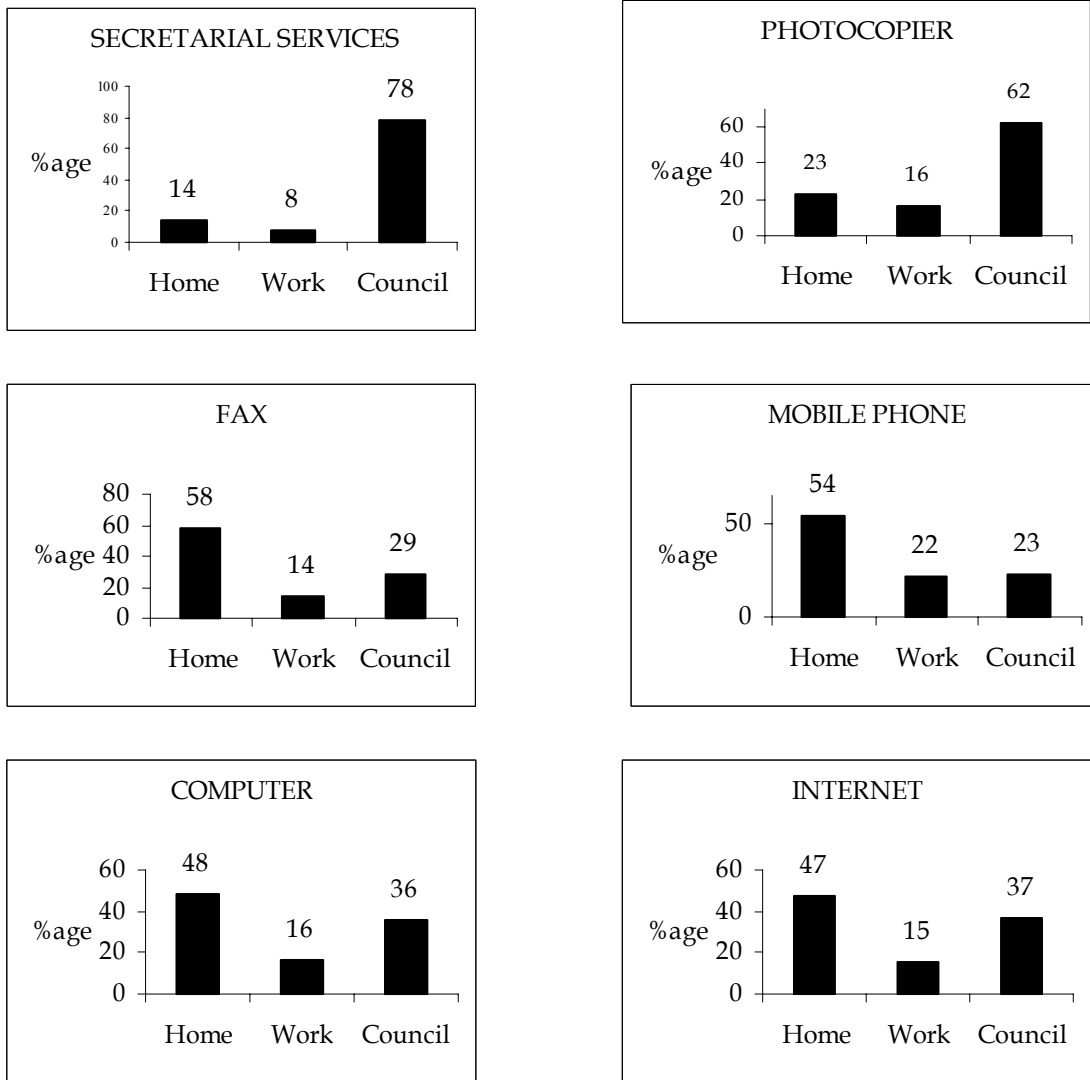 SECRETARIAL SERVICES
78
14
8
100
80
60
40
20
0
%age
Home Work Council
PHOTOCOPIER
62
23
16
60
40
20
0
%age
Home Work Council
FAX
58
14
29
80
60
40
20
0
%age
Home Work Council
MOBILE PHONE
54
22
23
50
0
%age
Home Work Council
COMPUTER
48
16
36
60
40
20
0
%age
Home Work Council
INTERNET
47
15
37
60
40
20
0
%age
Home Work Council